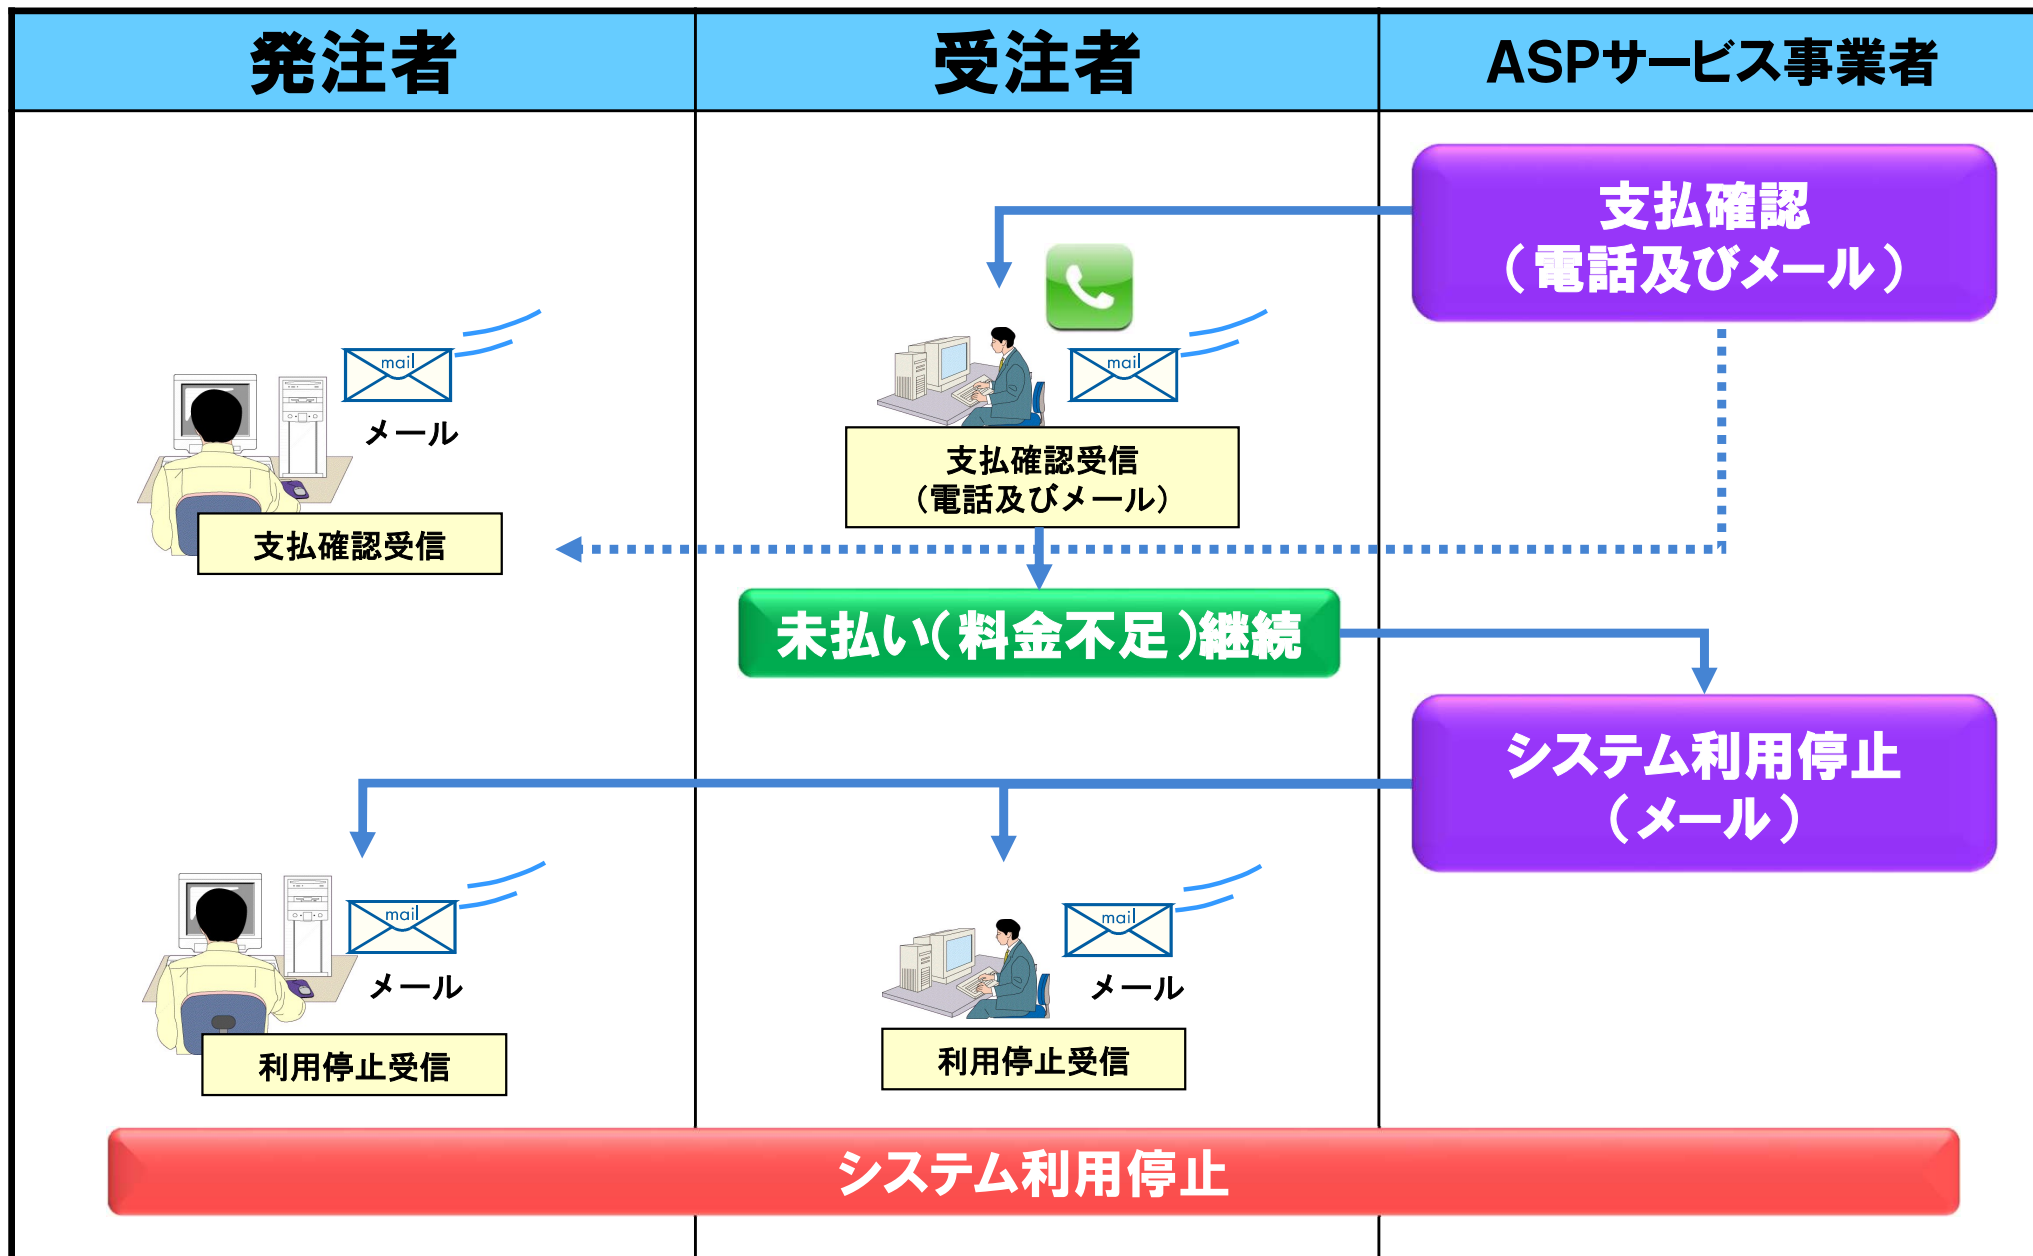 発注者
受注者
ASPサービス事業者
支払確認
（電話及びメール）
mail
メール
支払確認受信
mail
支払確認受信
（電話及びメール）
未払い（料金不足）継続
システム利用停止
（メール）
mail
メール
利用停止受信
mail
メール
利用停止受信
システム利用停止